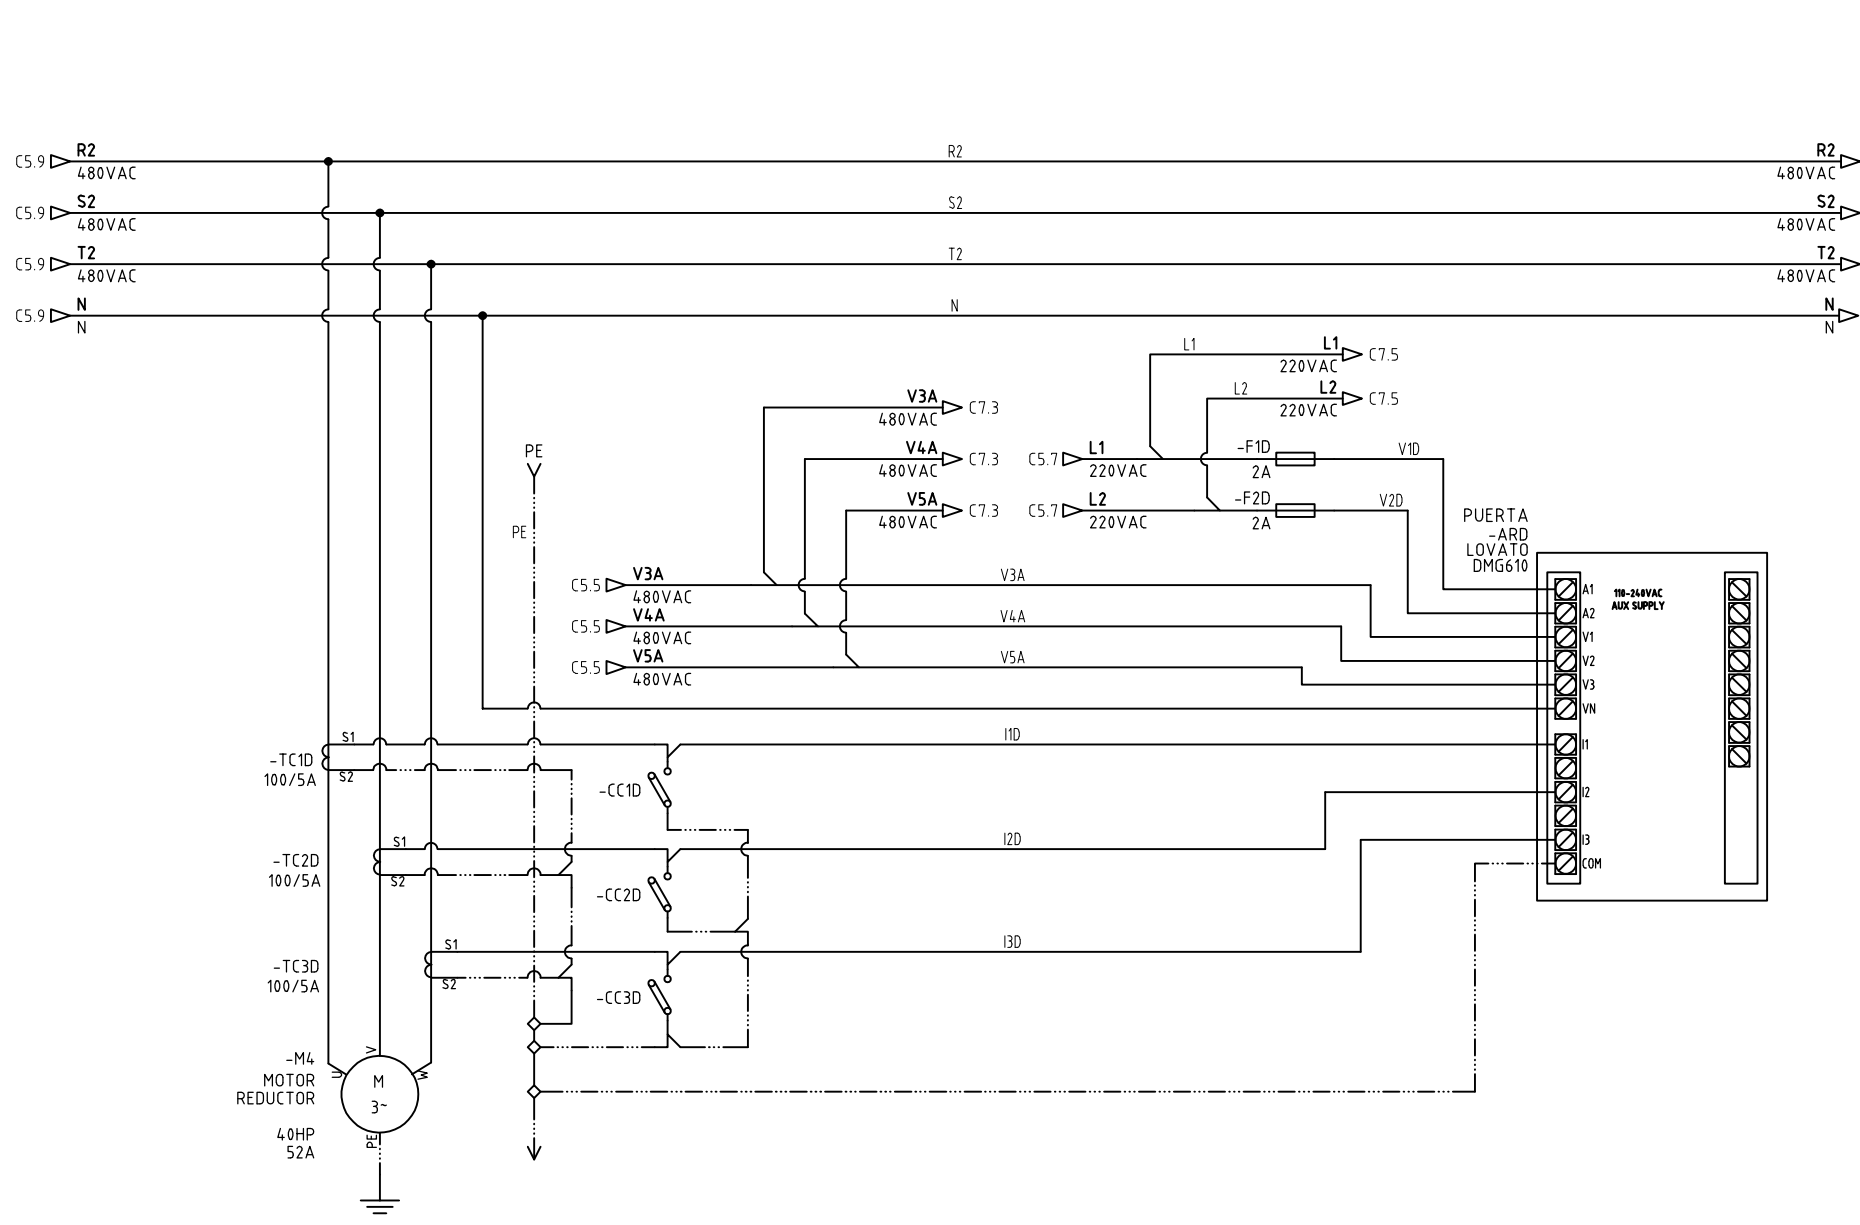 C5.9 R2 R2 R2
480VAC 480VAC
C5.9 S2 S2 S2
480VAC 480VAC
C5.9 T2 T2 T2
480VAC 480VAC
C5.9 N N N
N N
L1 L1 C7.5
220VAC
L2 L2 C7.5
220VAC
V3A C7.3
480VAC
V4A C7.3
480VAC
V5A C7.3
480VAC
C5.7 L1 -F1D V1D
220VAC 2A
C5.7 L2 -F2D V2D
220VAC 2A
PE
PE
PUERTA
-ARD
LOVATO
DMG610
C5.5 V3A V3A
480VAC
C5.5 V4A V4A
480VAC
C5.5 V5A V5A
480VAC
A1 110-240VAC
A2 AUX SUPPLY
V1
V2
V3
VN
I1
I2
I3
COM
S1 I1D
-TC1D
100/5A S2
-CC1D
S1 I2D
-TC2D
100/5A S2
-CC2D
S1 I3D
-TC3D
100/5A S2
-CC3D
-M4
MOTOR
REDUCTOR
40HP
52A
U V W
M
3~
PE